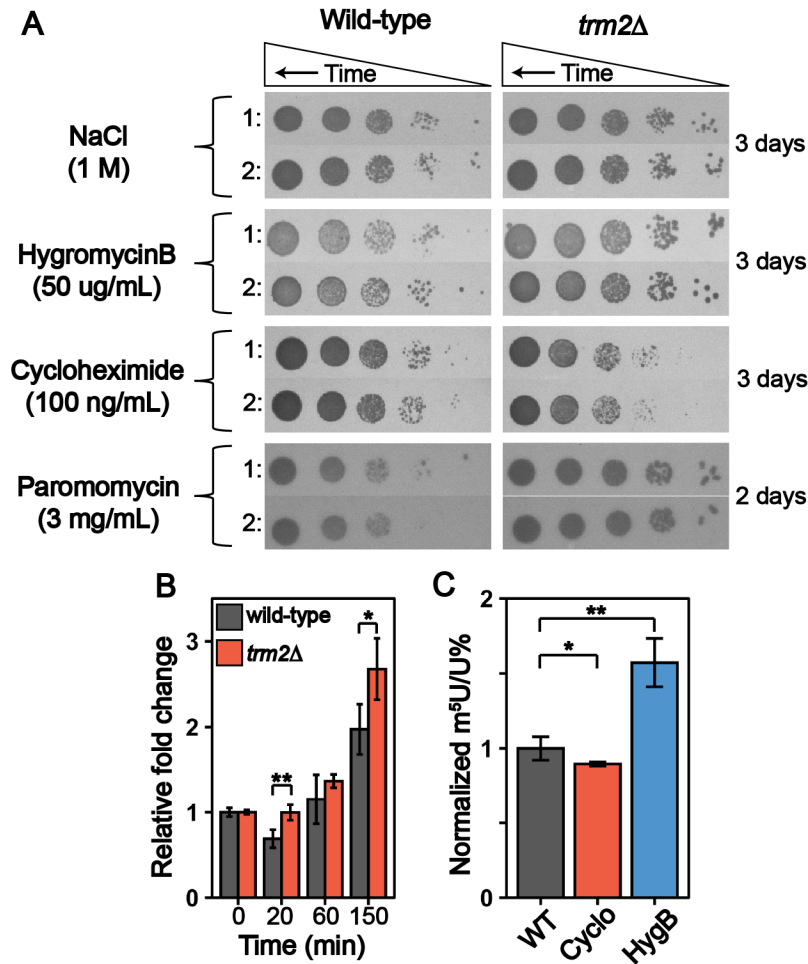 A
Wild-type
trm2Δ
← Time
← Time
NaCl
(1 M)
1:
2:
3 days
HygromycinB
(50 ug/mL)
1:
2:
3 days
Cycloheximide
(100 ng/mL)
1:
2:
3 days
Paromomycin
(3 mg/mL)
1:
2:
2 days
B
wild-type
trm2Δ
Relative fold change
3
2
1
0
**
*
0 20 60 150
Time (min)
C
Normalized m⁵U/U%
2
1
0
**
*
WT Cyclo HygB